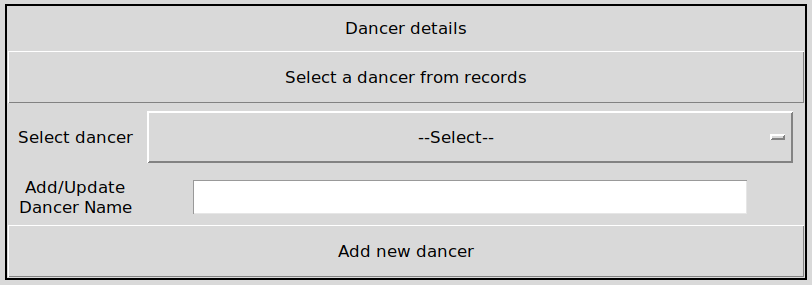 Dancer details
Select a dancer from records
Select dancer
--Select--
Add/Update
Dancer Name
Add new dancer